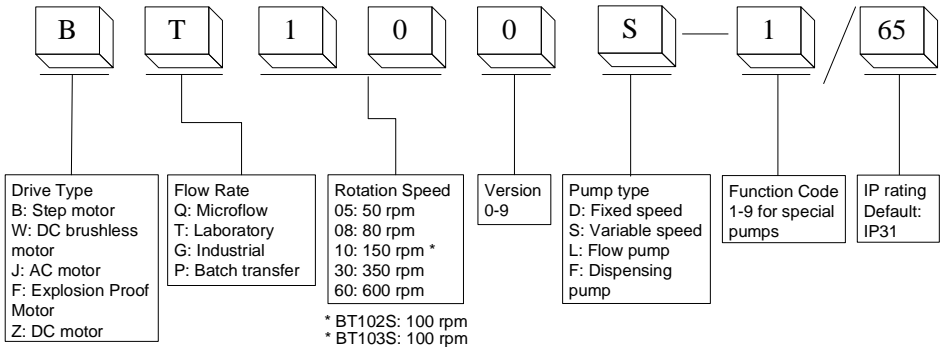 B T 1 0 0 S 1 / 65
Drive Type
B: Step motor
W: DC brushless
motor
J: AC motor
F: Explosion Proof
Motor
Z: DC motor
Flow Rate
Q: Microflow
T: Laboratory
G: Industrial
P: Batch transfer
Rotation Speed
05: 50 rpm
08: 80 rpm
10: 150 rpm *
30: 350 rpm
60: 600 rpm
* BT102S: 100 rpm
* BT103S: 100 rpm
Version
0-9
Pump type
D: Fixed speed
S: Variable speed
L: Flow pump
F: Dispensing
pump
Function Code
1-9 for special
pumps
IP rating
Default:
IP31